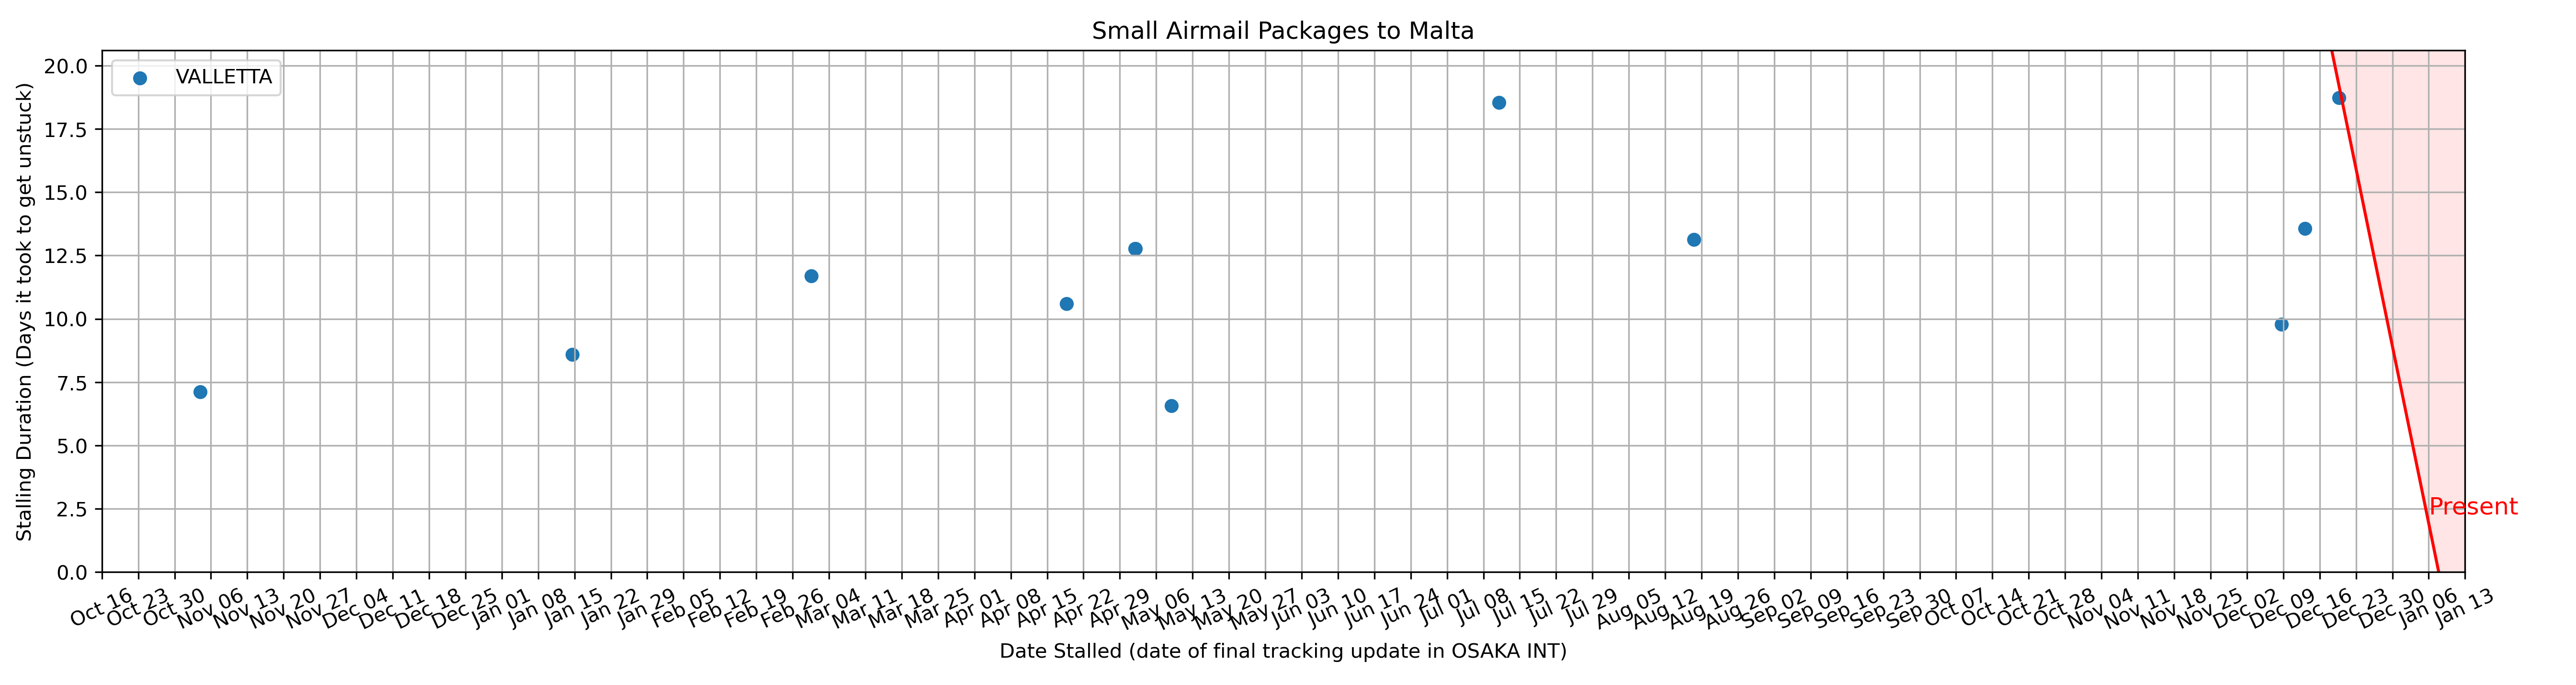 Small Airmail Packages to Malta
VALLETTA
Stalling Duration (Days it took to get unstuck)
20.0
17.5
15.0
12.5
10.0
7.5
5.0
2.5
0.0
Present
Oct 16 Oct 23 Oct 30 Nov 06 Nov 13 Nov 20 Nov 27 Dec 04 Dec 11 Dec 18 Dec 25 Jan 01 Jan 08 Jan 15 Jan 22 Jan 29 Feb 05 Feb 12 Feb 19 Feb 26 Mar 04 Mar 11 Mar 18 Mar 25 Apr 01 Apr 08 Apr 15 Apr 22 Apr 29 May 06 May 13 May 20 May 27 Jun 03 Jun 10 Jun 17 Jun 24 Jul 01 Jul 08 Jul 15 Jul 22 Jul 29 Aug 05 Aug 12 Aug 19 Aug 26 Sep 02 Sep 09 Sep 16 Sep 23 Sep 30 Oct 07 Oct 14 Oct 21 Oct 28 Nov 04 Nov 11 Nov 18 Nov 25 Dec 02 Dec 09 Dec 16 Dec 23 Dec 30 Jan 06 Jan 13
Date Stalled (date of final tracking update in OSAKA INT)